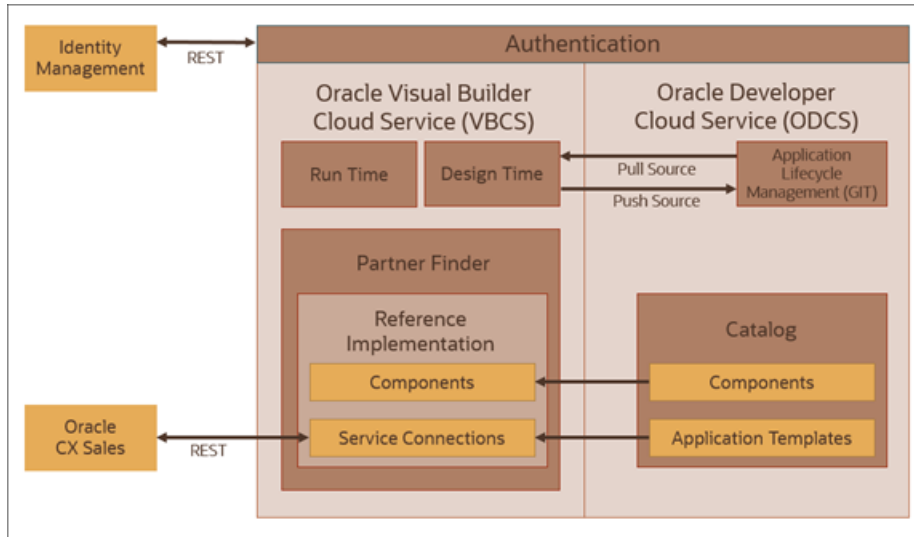 Identity
Management
REST
Authentication
Oracle Visual Builder
Cloud Service (VBCS)
Oracle Developer
Cloud Service (ODCS)
Run Time
Design Time
Pull Source
Push Source
Application
Lifecycle
Management (GIT)
Partner Finder
Reference
Implementation
Components
Service Connections
Catalog
Components
Application Templates
Oracle
CX Sales
REST